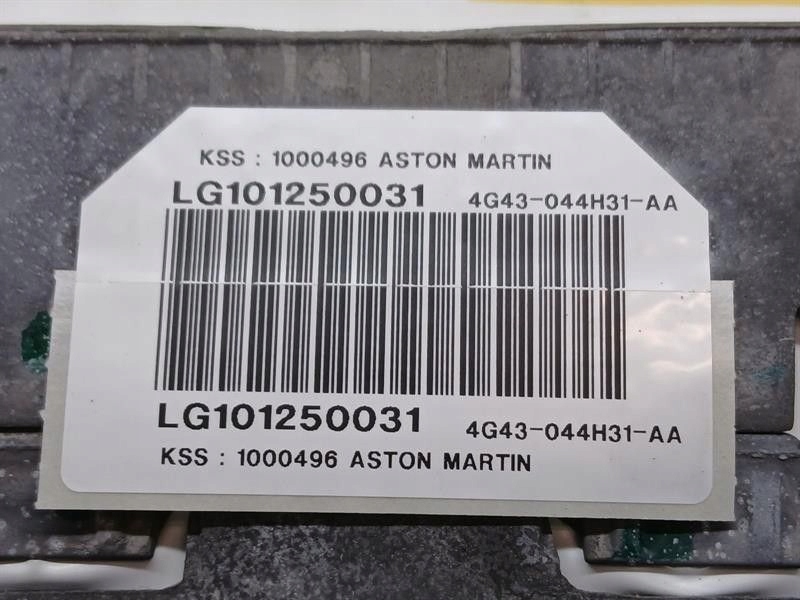 KSS : 1000496 ASTON MARTIN
LG101250031 4G43-044H31-AA
LG101250031 4G43-044H31-AA
KSS : 1000496 ASTON MARTIN